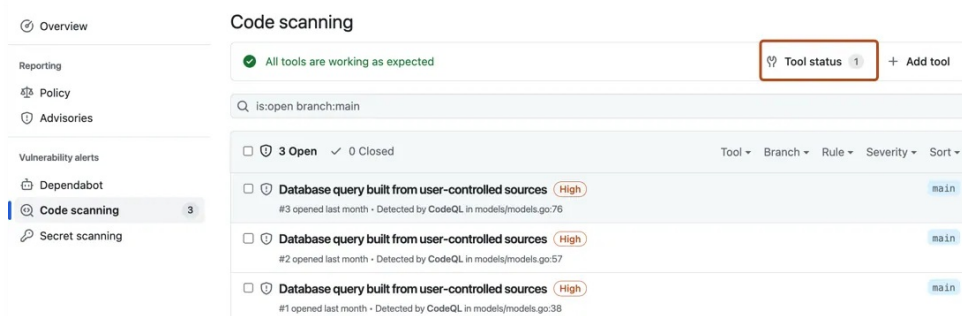 Overview
Reporting
Policy
Advisories
Vulnerability alerts
Dependabot
Code scanning 3
Secret scanning
Code scanning
All tools are working as expected
Tool status 1
+ Add tool
is:open branch:main
3 Open 0 Closed
Tool Branch Rule Severity Sort
Database query built from user-controlled sources High main
#3 opened last month • Detected by CodeQL in models/models.go:76
Database query built from user-controlled sources High main
#2 opened last month • Detected by CodeQL in models/models.go:57
Database query built from user-controlled sources High main
#1 opened last month • Detected by CodeQL in models/models.go:38